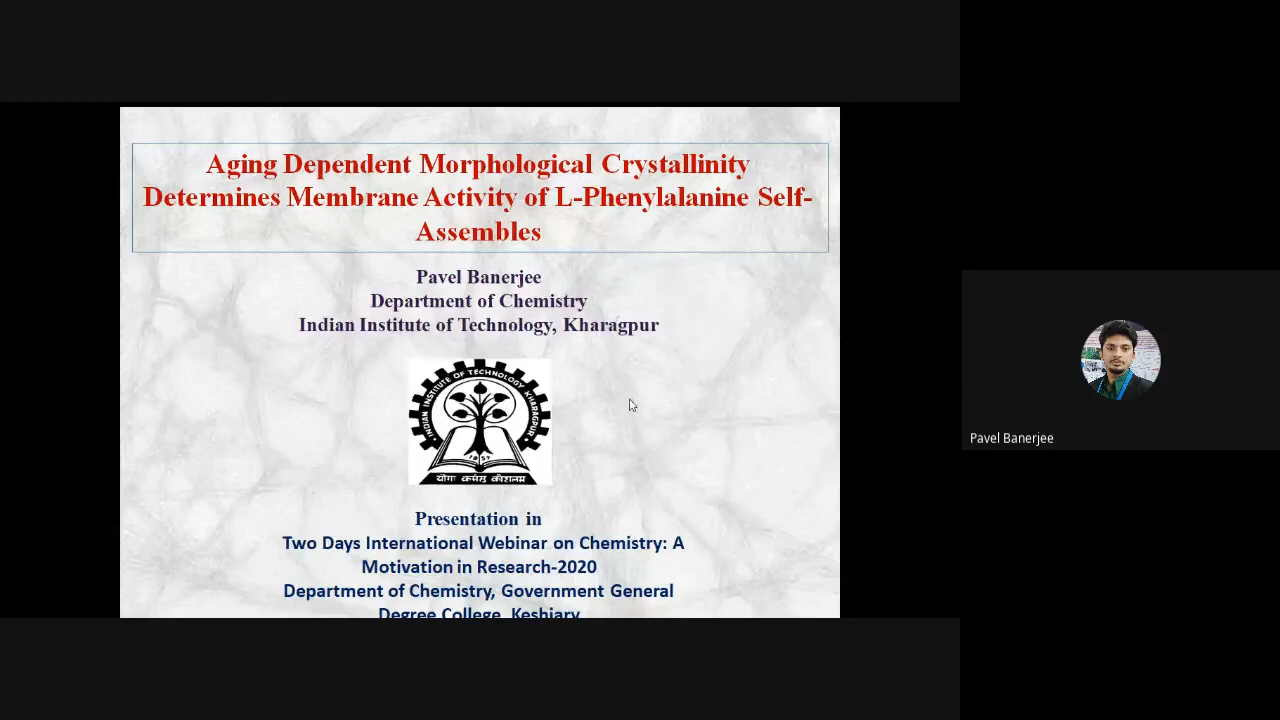 Aging Dependent Morphological Crystallinity
Determines Membrane Activity of L-Phenylalanine Self-
Assembles
Pavel Banerjee
Department of Chemistry
Indian Institute of Technology, Kharagpur
INDIAN INSTITUTE OF TECHNOLOGY KHARAGPUR
1951
योगः कर्मसु कौशलम्
Presentation in
Two Days International Webinar on Chemistry: A
Motivation in Research-2020
Department of Chemistry, Government General
Degree College, Keshiary
Pavel Banerjee